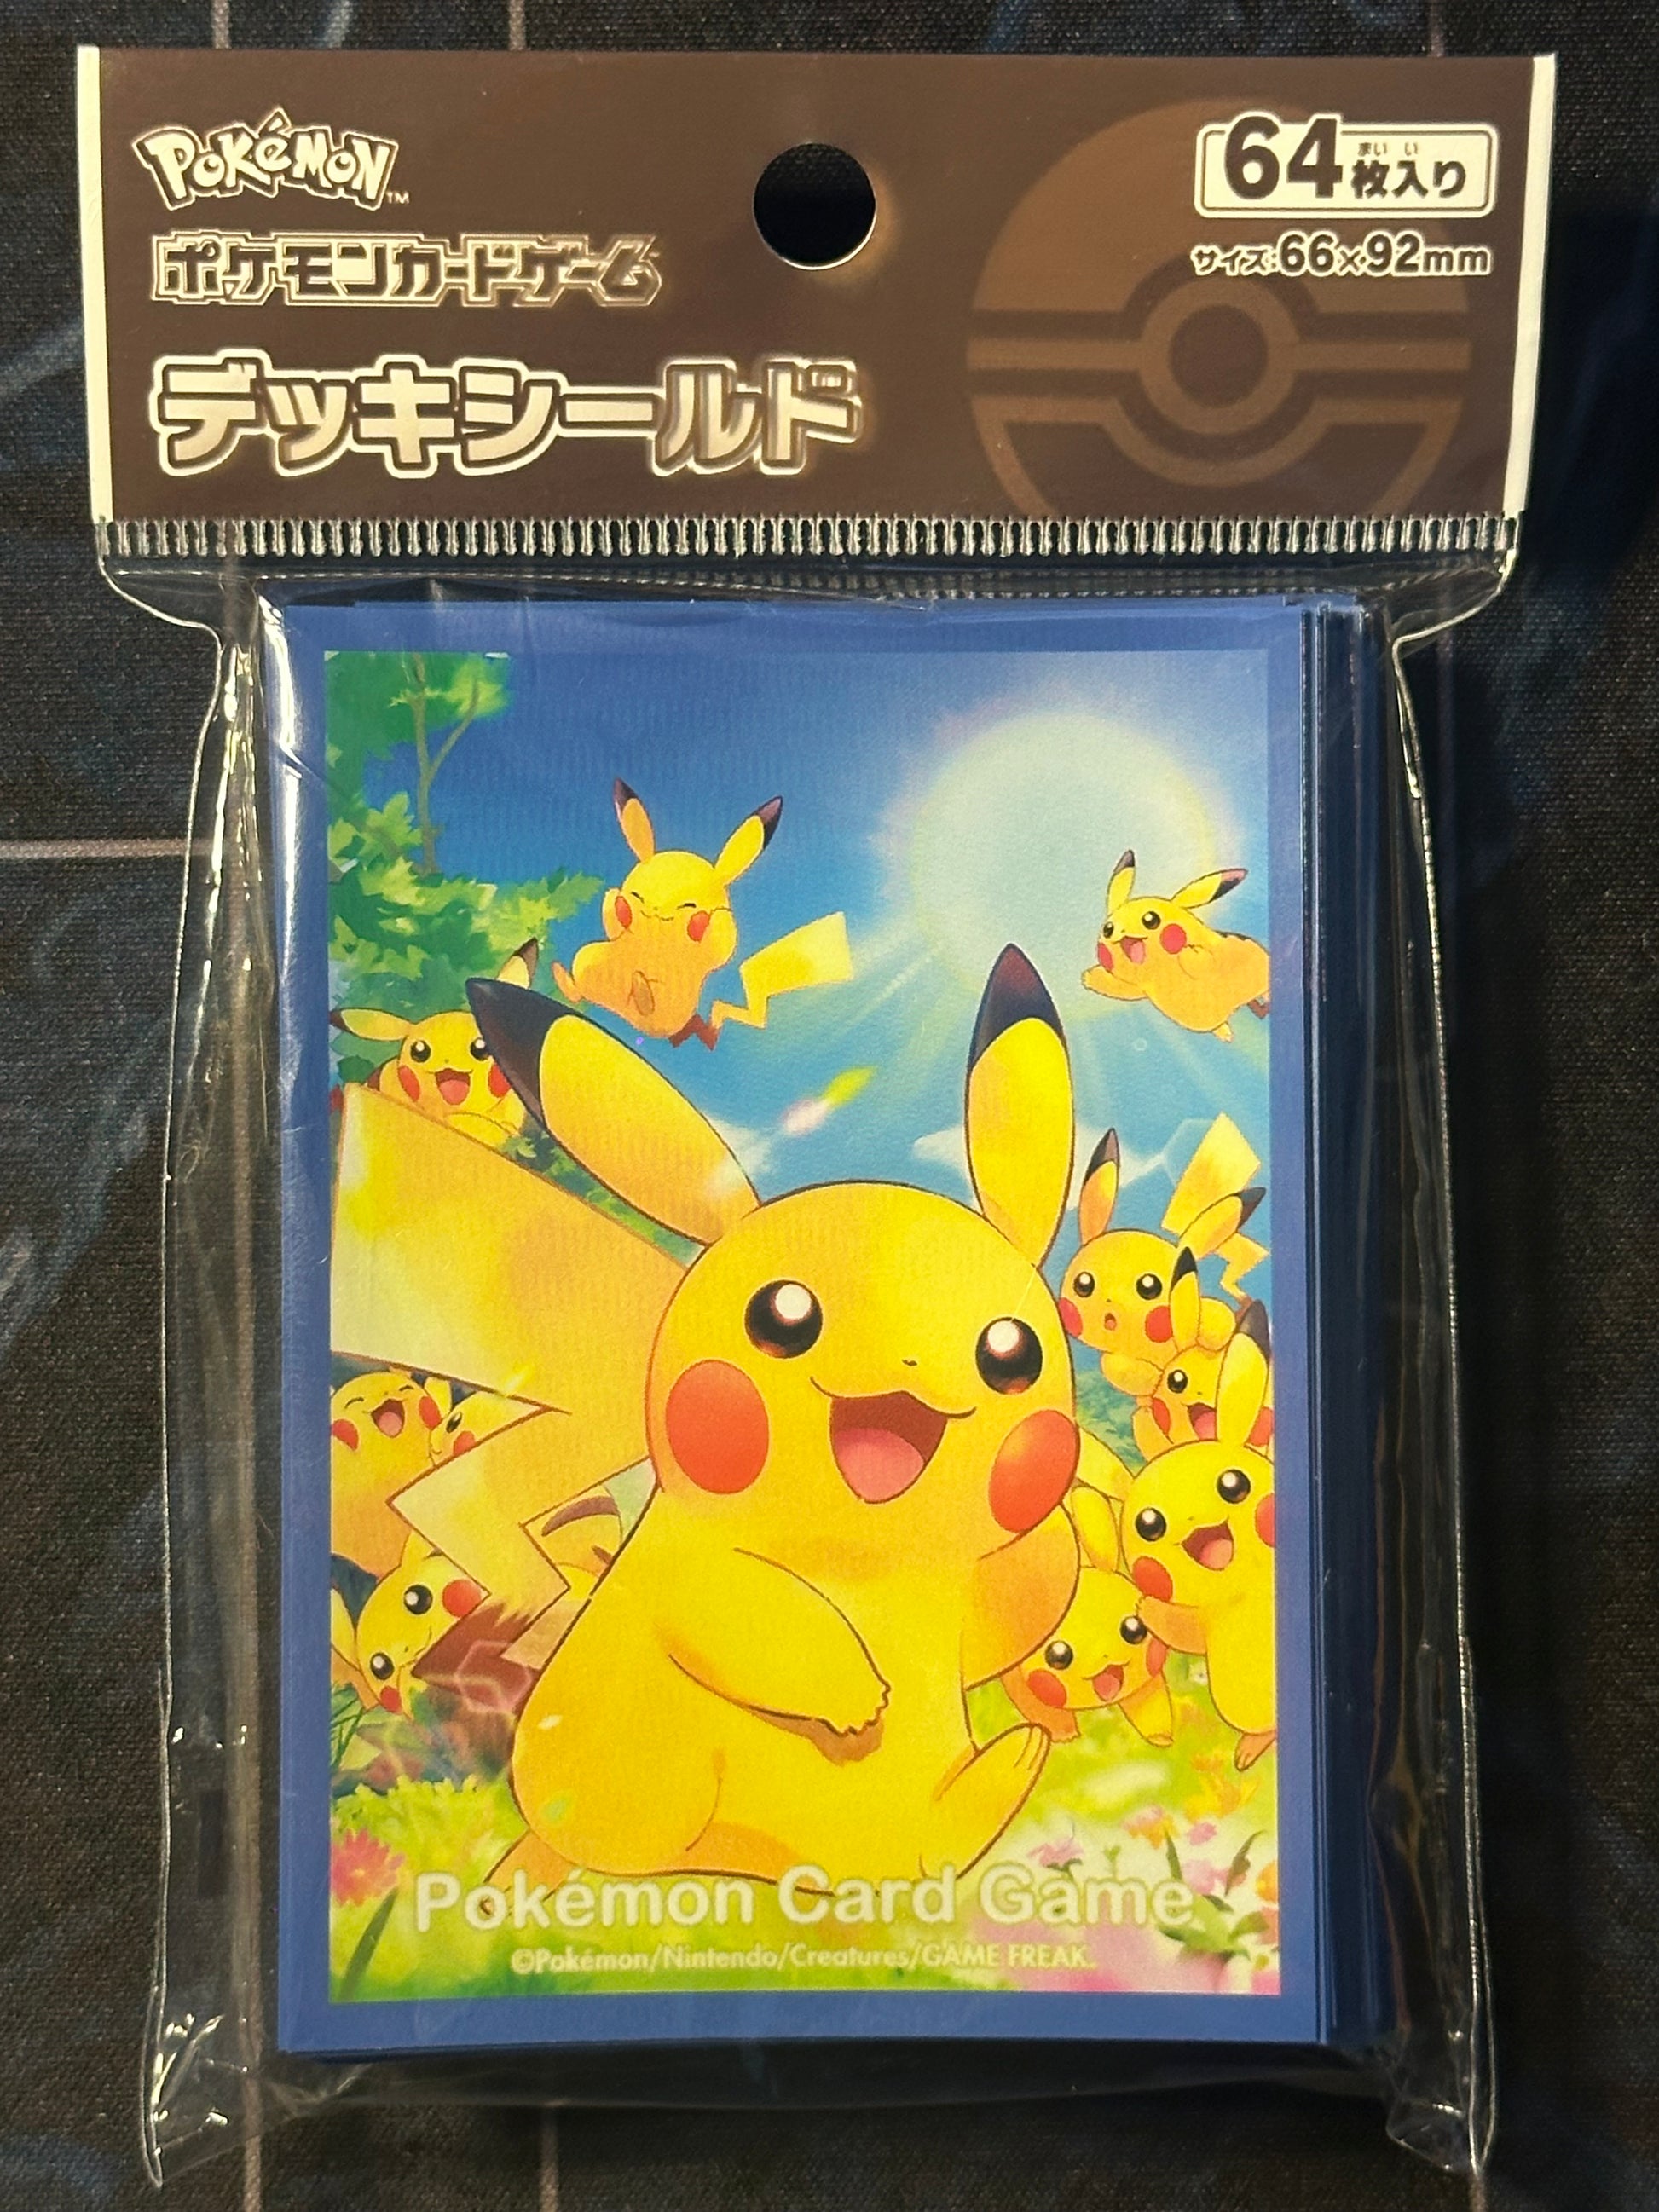 Pokémon™
ポケモンカードゲーム
デッキシールド
64枚入り
まい い
サイズ:66×92mm
Pokémon Card Game
©Pokémon/Nintendo/Creatures/GAME FREAK.